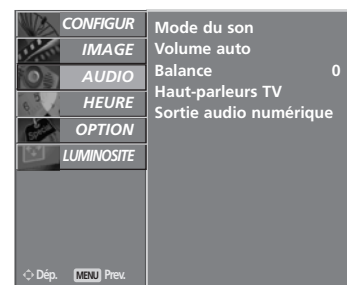 CONFIGUR
IMAGE
AUDIO
HEURE
OPTION
LUMINOSITE
Mode du son
Volume auto
Balance 0
Haut-parleurs TV
Sortie audio numérique
Dép. MENU Prev.